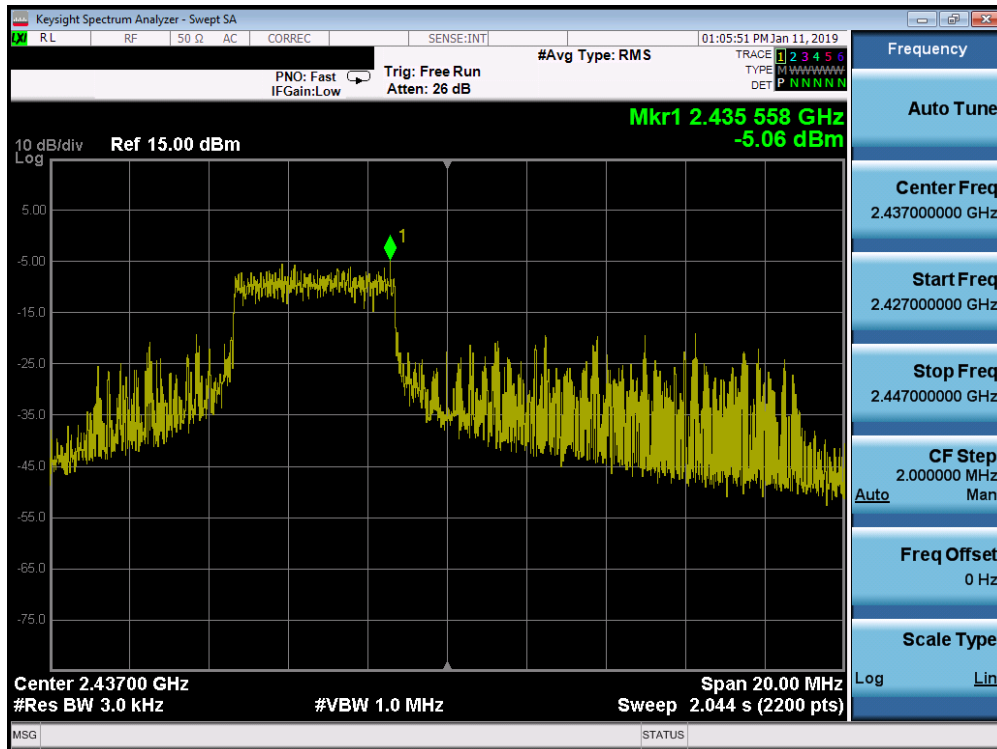 Keysight Spectrum Analyzer - Swept SA
LXI RL RF 50 Ω AC CORREC SENSE:INT 01:05:51 PM Jan 11, 2019
#Avg Type: RMS TRACE 1 2 3 4 5 6
PNO: Fast Trig: Free Run TYPE M W W W W W
IFGain:Low Atten: 26 dB DET P N N N N N
Mkr1 2.435 558 GHz
-5.06 dBm
10 dB/div Ref 15.00 dBm
Log
5.00
1
-5.00
-15.0
-25.0
-35.0
-45.0
-55.0
-65.0
-75.0
Center 2.43700 GHz Span 20.00 MHz
#Res BW 3.0 kHz #VBW 1.0 MHz Sweep 2.044 s (2200 pts)
MSG STATUS
Frequency
Auto Tune
Center Freq
2.437000000 GHz
Start Freq
2.427000000 GHz
Stop Freq
2.447000000 GHz
CF Step
2.000000 MHz
Auto Man
Freq Offset
0 Hz
Scale Type
Log Lin